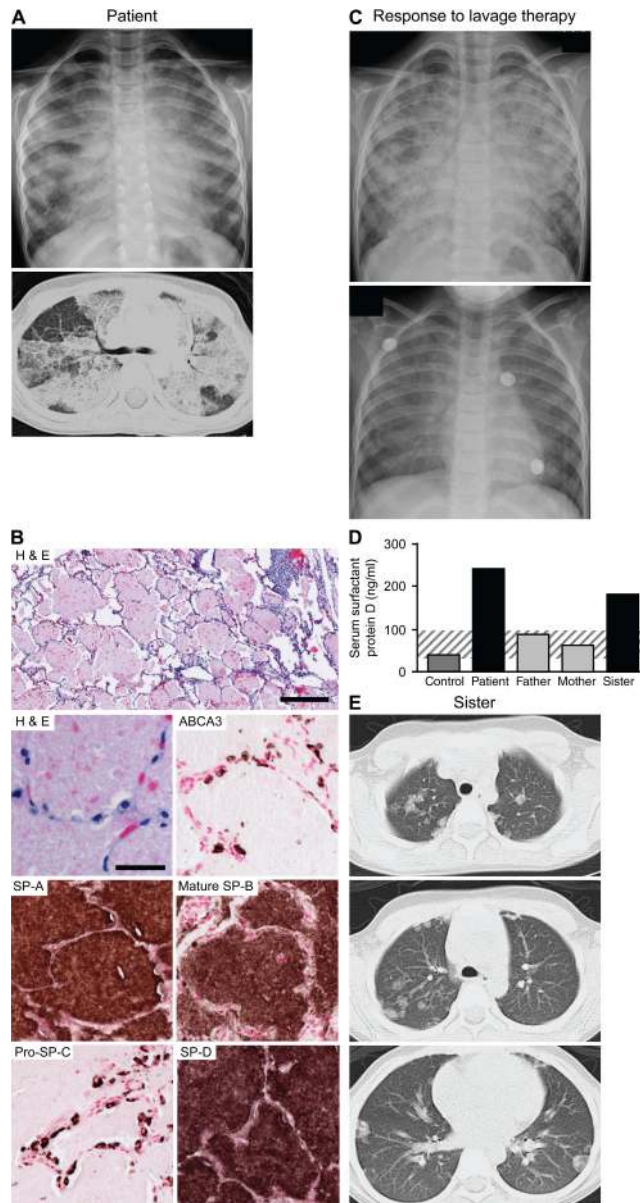 A
Patient
C
Response to lavage therapy
B
H & E
H & E
ABCA3
SP-A
Mature SP-B
Pro-SP-C
SP-D
D
Serum surfactant
protein D (ng/ml)
300
200
100
0
Control
Patient
Father
Mother
Sister
E
Sister